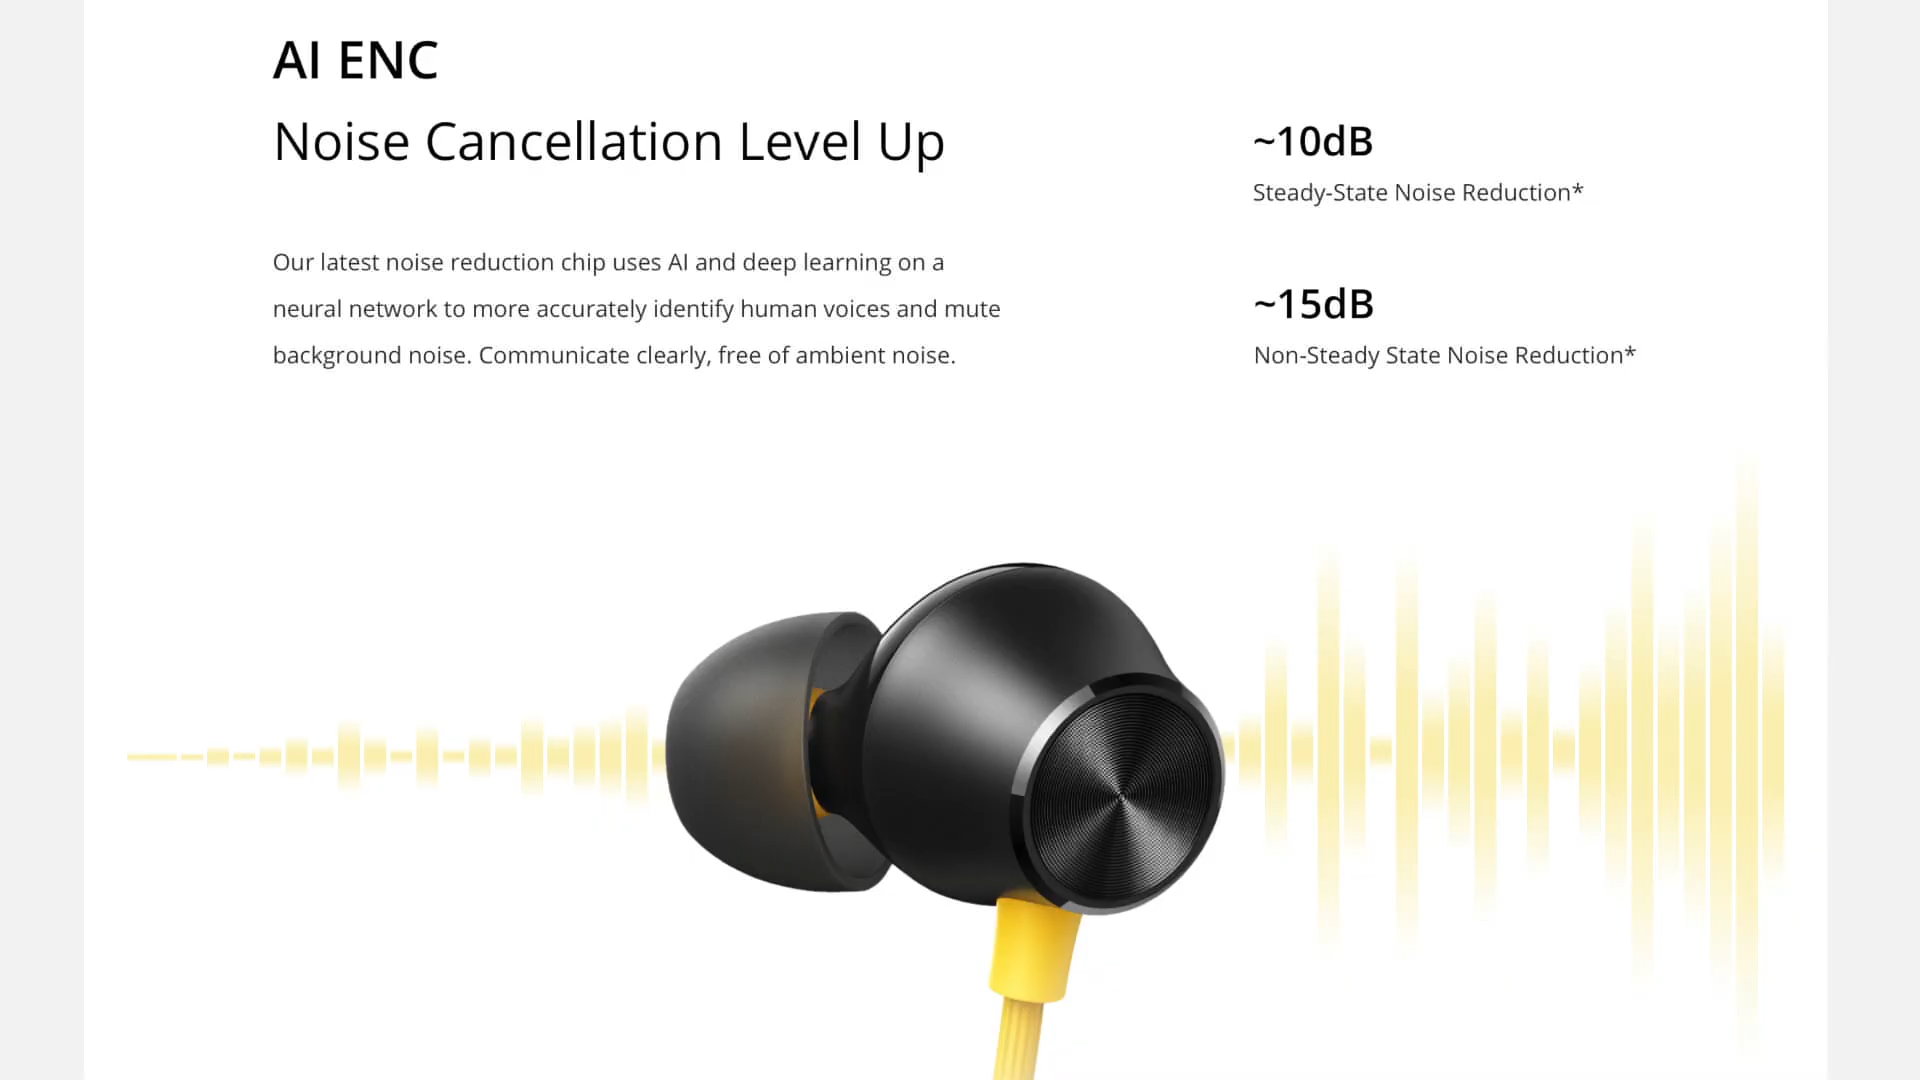 AI ENC
Noise Cancellation Level Up
Our latest noise reduction chip uses AI and deep learning on a
neural network to more accurately identify human voices and mute
background noise. Communicate clearly, free of ambient noise.
~10dB
Steady-State Noise Reduction*
~15dB
Non-Steady State Noise Reduction*